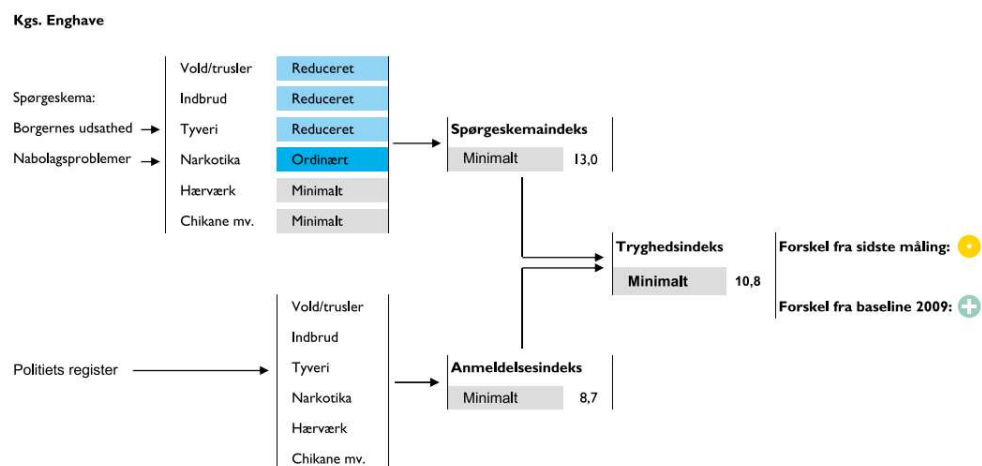 Kgs. Enghave
Spørgeskema:
Borgernes udsathed
Nabolagsproblemer
Vold/trusler Reduceret
Indbrud Reduceret
Tyveri Reduceret
Narkotika Ordinært
Hærværk Minimalt
Chikane mv. Minimalt
Spørgeskemaindeks
Minimalt 13,0
Tryghedsindeks
Minimalt 10,8
Forskel fra sidste måling:
Forskel fra baseline 2009:
Politiets register
Vold/trusler
Indbrud
Tyveri
Narkotika
Hærværk
Chikane mv.
Anmeldelsesindeks
Minimalt 8,7